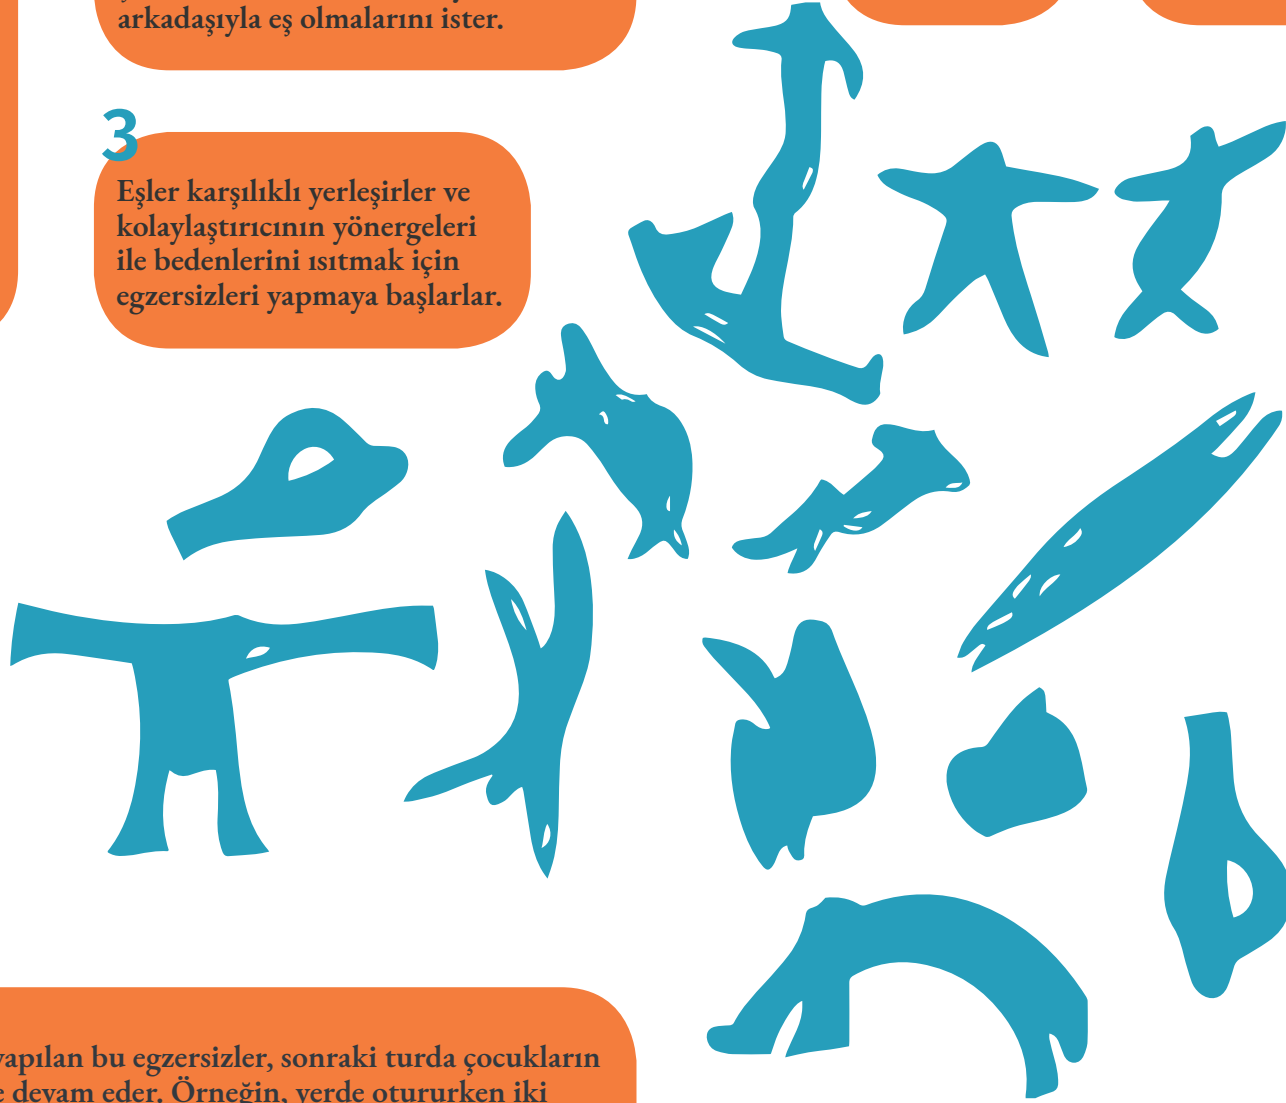 arkadaşıyla eş olmalarını ister.
3
Eşler karşılıklı yerleşirler ve
kolaylaştırıcının yönergeleri
ile bedenlerini ısıtmak için
egzersizleri yapmaya başlarlar.
yapılan bu egzersizler, sonraki turda çocukların
devam eder. Örneğin, yerde otururken iki